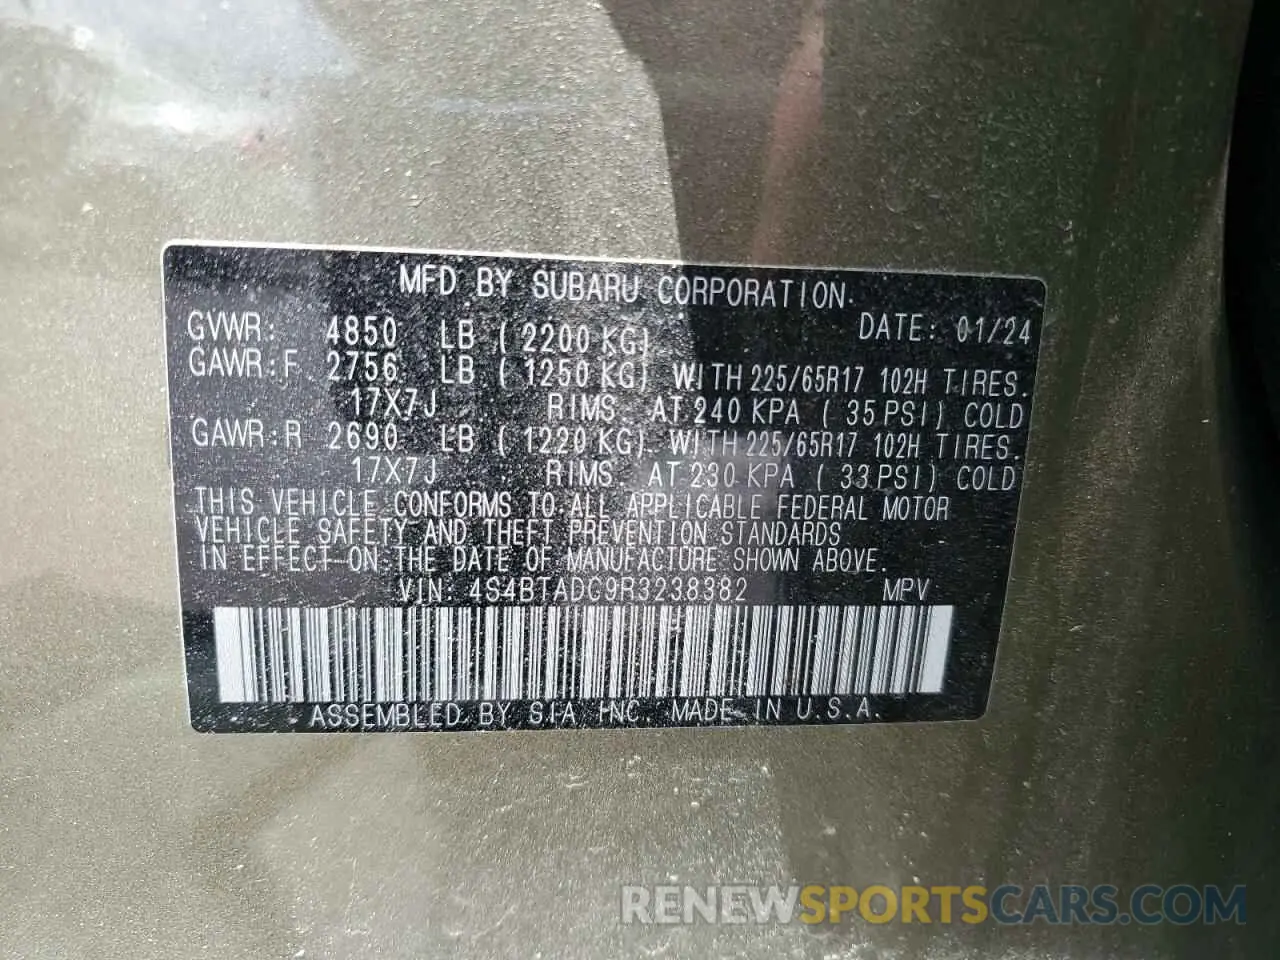 MFD BY SUBARU CORPORATION
GVWR: 4850 LB (2200 KG) DATE: 01/24
GAWR:F 2756 LB (1250 KG) WITH 225/65R17 102H TIRES.
17X7J RIMS AT 240 KPA (35 PSI) COLD
GAWR:R 2690 LB (1220 KG) WITH 225/65R17 102H TIRES.
17X7J RIMS AT 230 KPA (33 PSI) COLD
THIS VEHICLE CONFORMS TO ALL APPLICABLE FEDERAL MOTOR
VEHICLE SAFETY AND THEFT PREVENTION STANDARDS
IN EFFECT ON THE DATE OF MANUFACTURE SHOWN ABOVE.
VIN: 4S4BTADC9R3238382 MPV
ASSEMBLED BY SIA INC. MADE IN U.S.A.
RENEWSPORTSCARS.COM